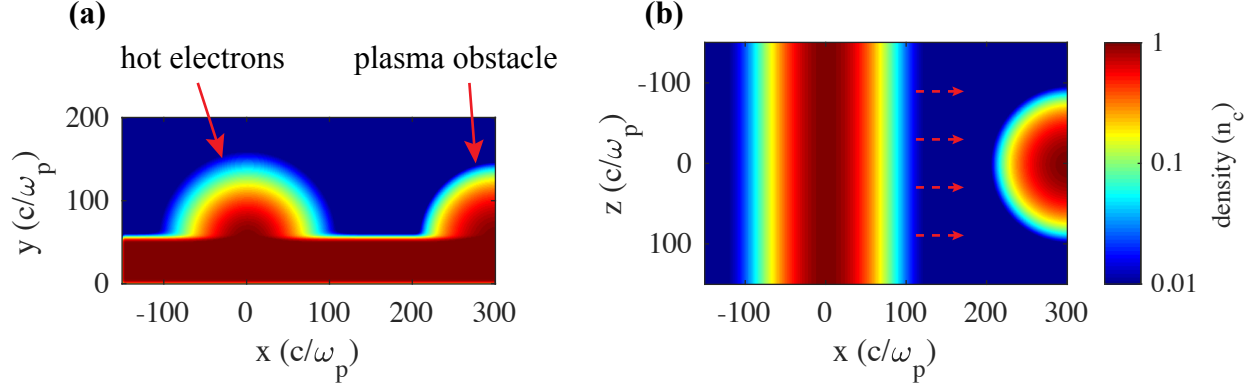 (a)
hot electrons
plasma obstacle
y (c/ω_p)
200
100
0
-100
0
100
200
300
x (c/ω_p)
(b)
z (c/ω_p)
-100
0
100
-100
0
100
200
300
x (c/ω_p)
1
0.1
0.01
density (n_c)